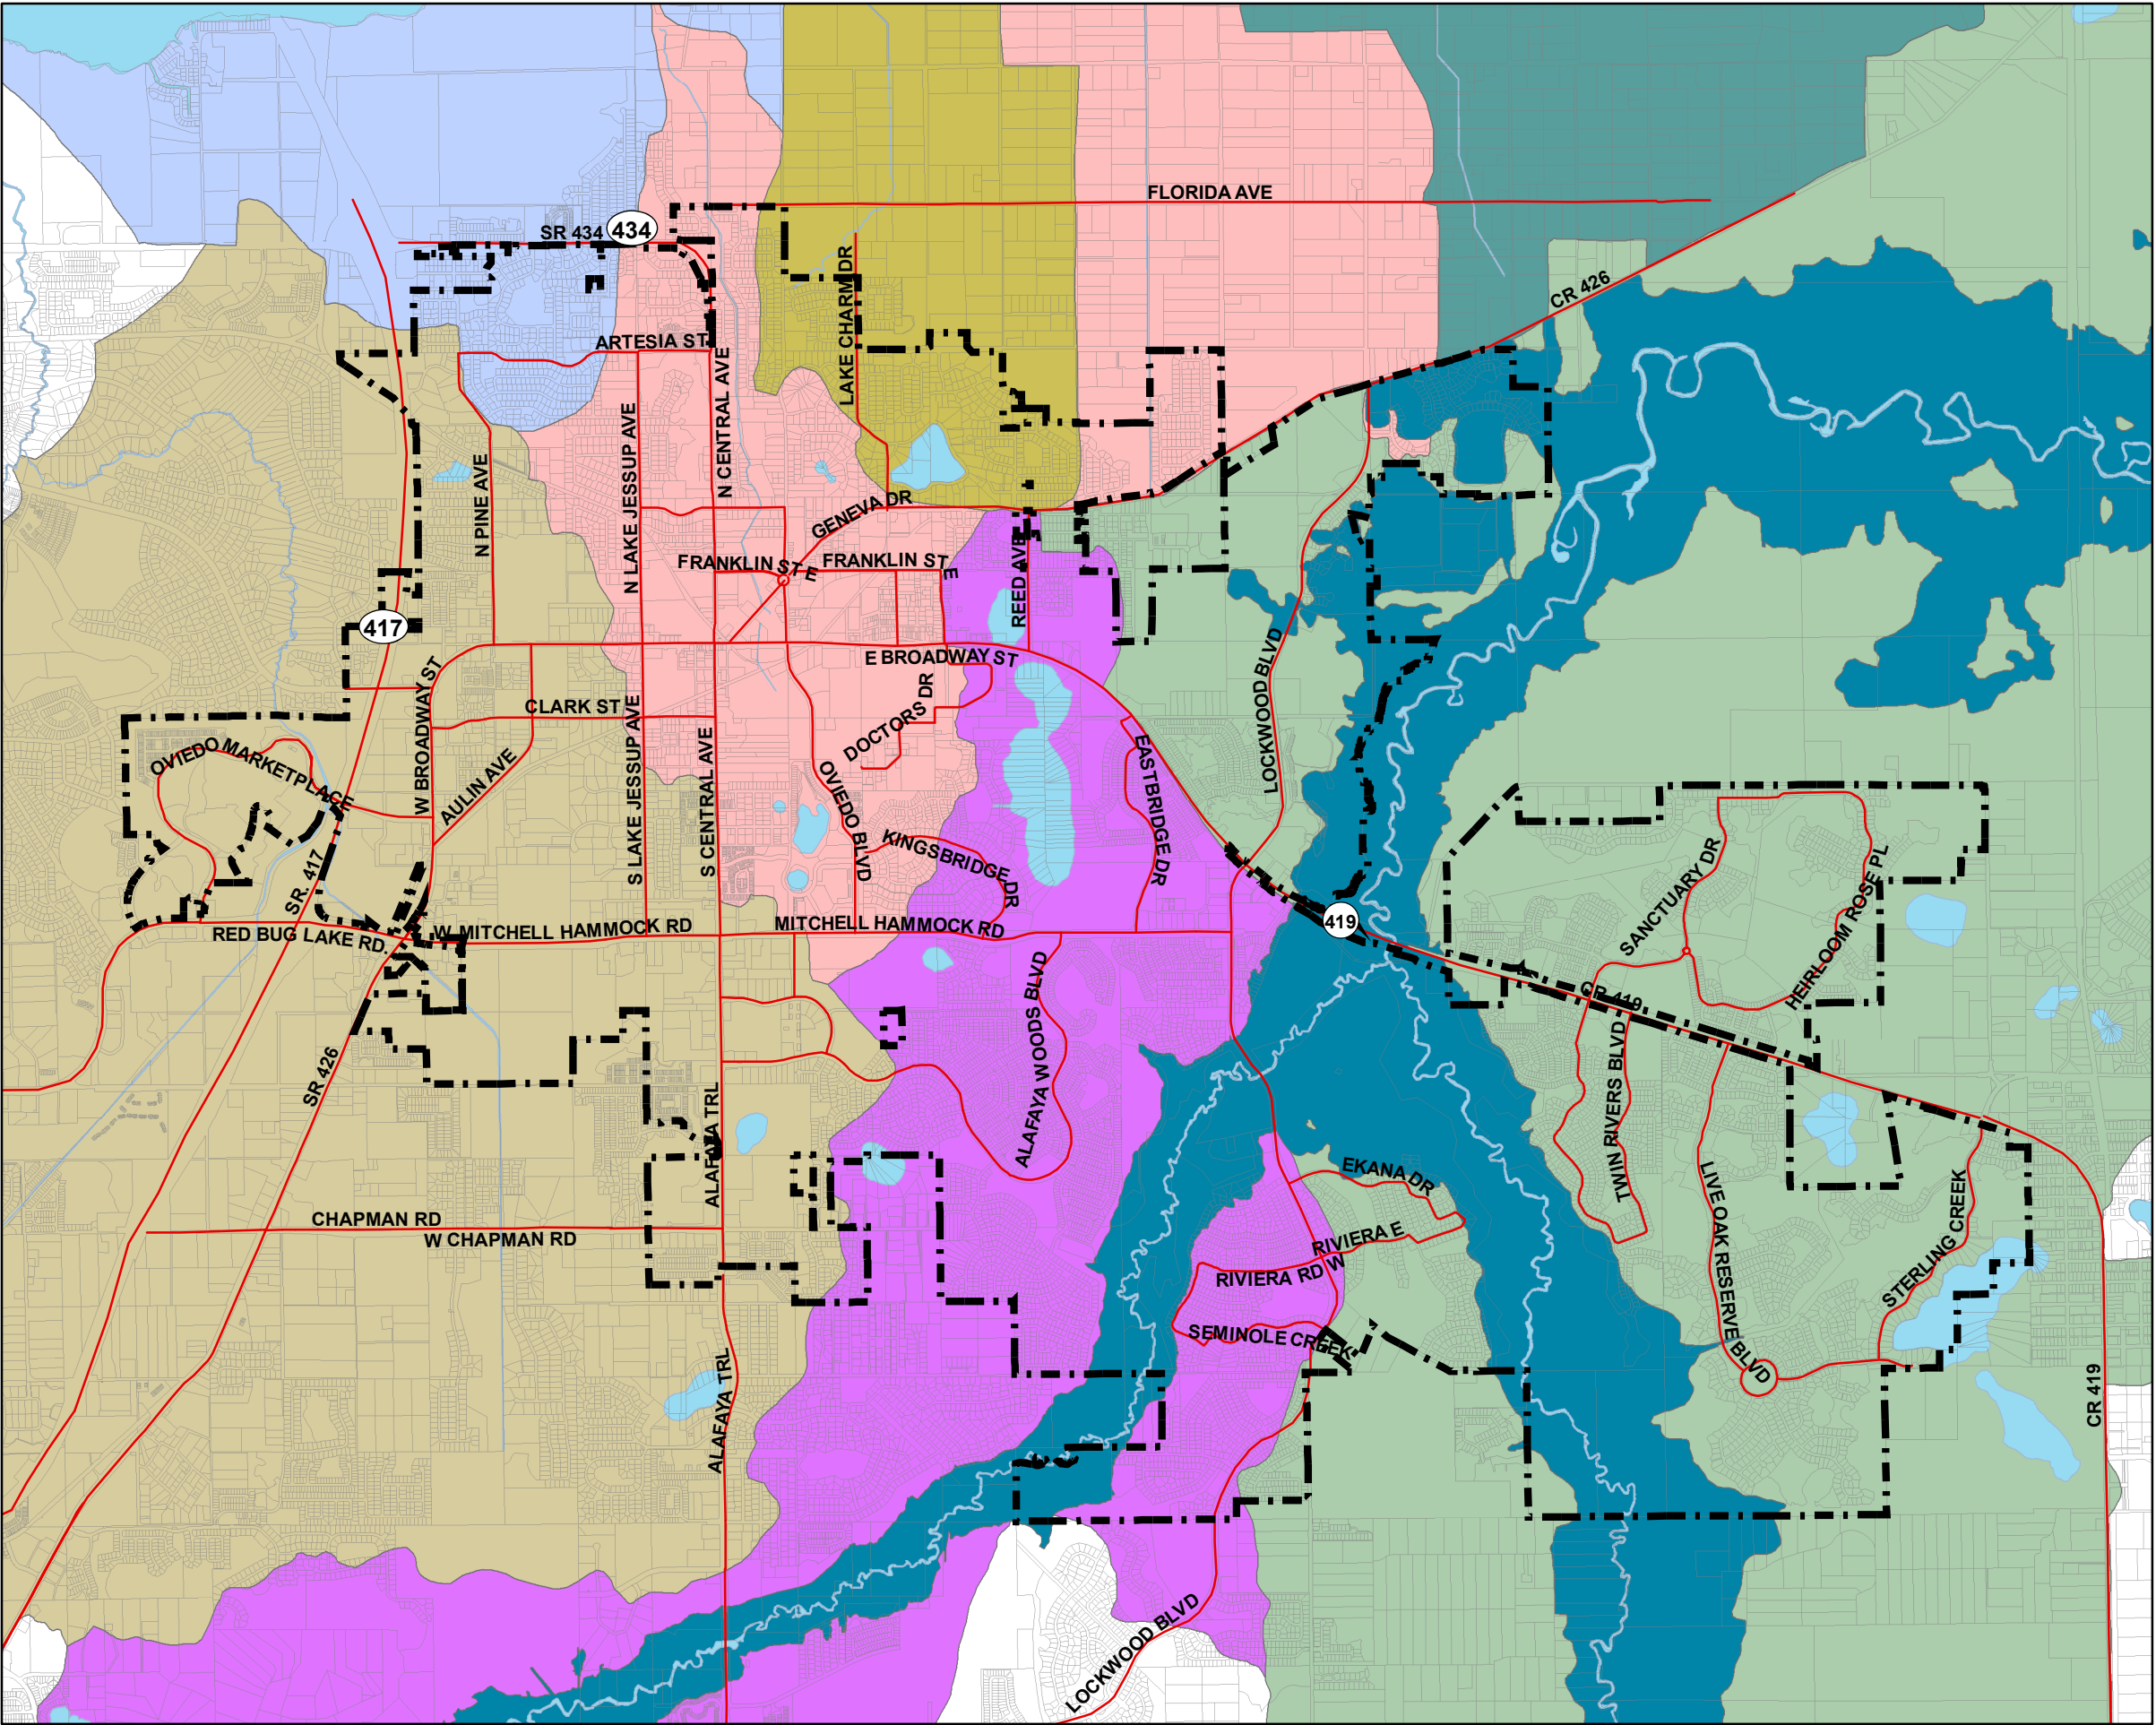 FLORIDA AVE
SR 434
434
LAKE CHARM DR
CR 426
ARTESIA ST
N CENTRAL AVE
N LAKE JESSUP AVE
N PINE AVE
GENEVA DR
FRANKLIN ST E
FRANKLIN ST E
REED AVE
417
E BROADWAY ST
W BROADWAY ST
CLARK ST
DOCTORS DR
LOCKWOOD BLVD
OVIEDO MARKETPLACE
AULIN AVE
S LAKE JESSUP AVE
S CENTRAL AVE
OVIEDO BLVD
EASTBRIDGE DR
KINGSBRIDGE DR
SR. 417
SANCTUARY DR
HEIRLOOM ROSE PL
RED BUG LAKE RD.
W MITCHELL HAMMOCK RD
MITCHELL HAMMOCK RD
419
CR 419
ALAFAYA WOODS BLVD
SR 426
TWIN RIVERS BLVD
ALAFAYA TRL
EKANA DR
LIVE OAK RESERVE BLVD
STERLING CREEK
CHAPMAN RD
W CHAPMAN RD
RIVIERA E
RIVIERA RD W
SEMINOLE CREEK
ALAFAYA TRL
CR 419
LOCKWOOD BLVD